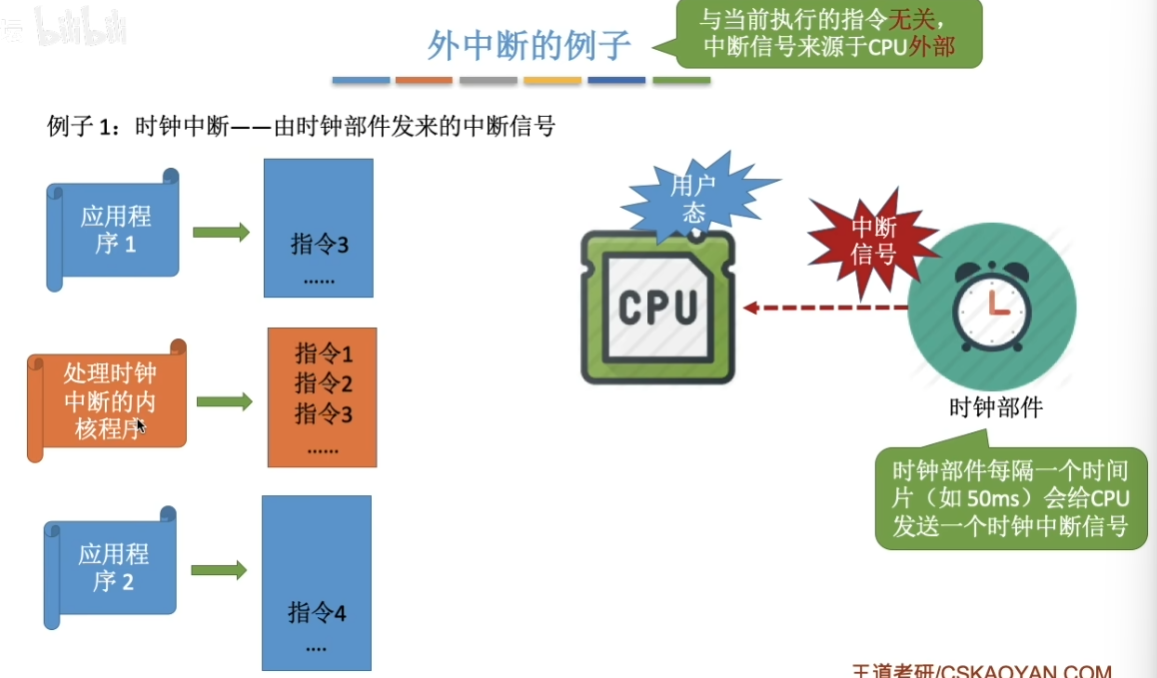 bilibili
外中断的例子
与当前执行的指令无关，
中断信号来源于CPU外部
例子 1：时钟中断——由时钟部件发来的中断信号
应用程
序 1
指令3
……
处理时钟
中断的内
核程序
指令1
指令2
指令3
……
应用程
序 2
指令4
....
用户
态
CPU
中断
信号
时钟部件
时钟部件每隔一个时间
片（如 50ms）会给CPU
发送一个时钟中断信号
王道考研/CSKAOYAN.COM